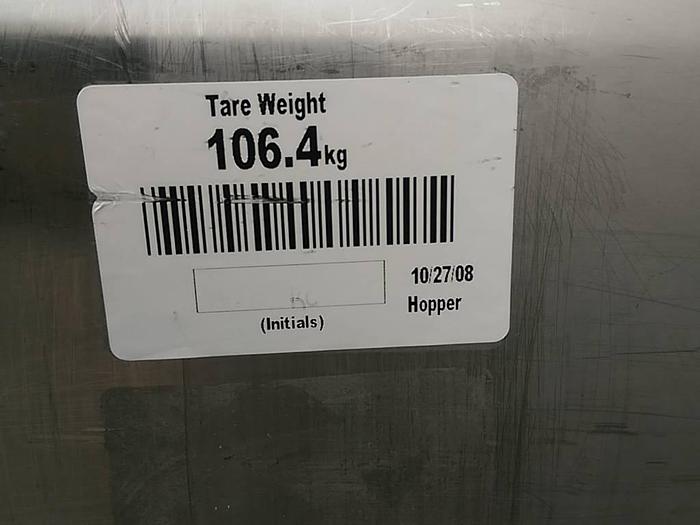 Tare Weight
106.4kg
10/27/08
Hopper
(Initials)